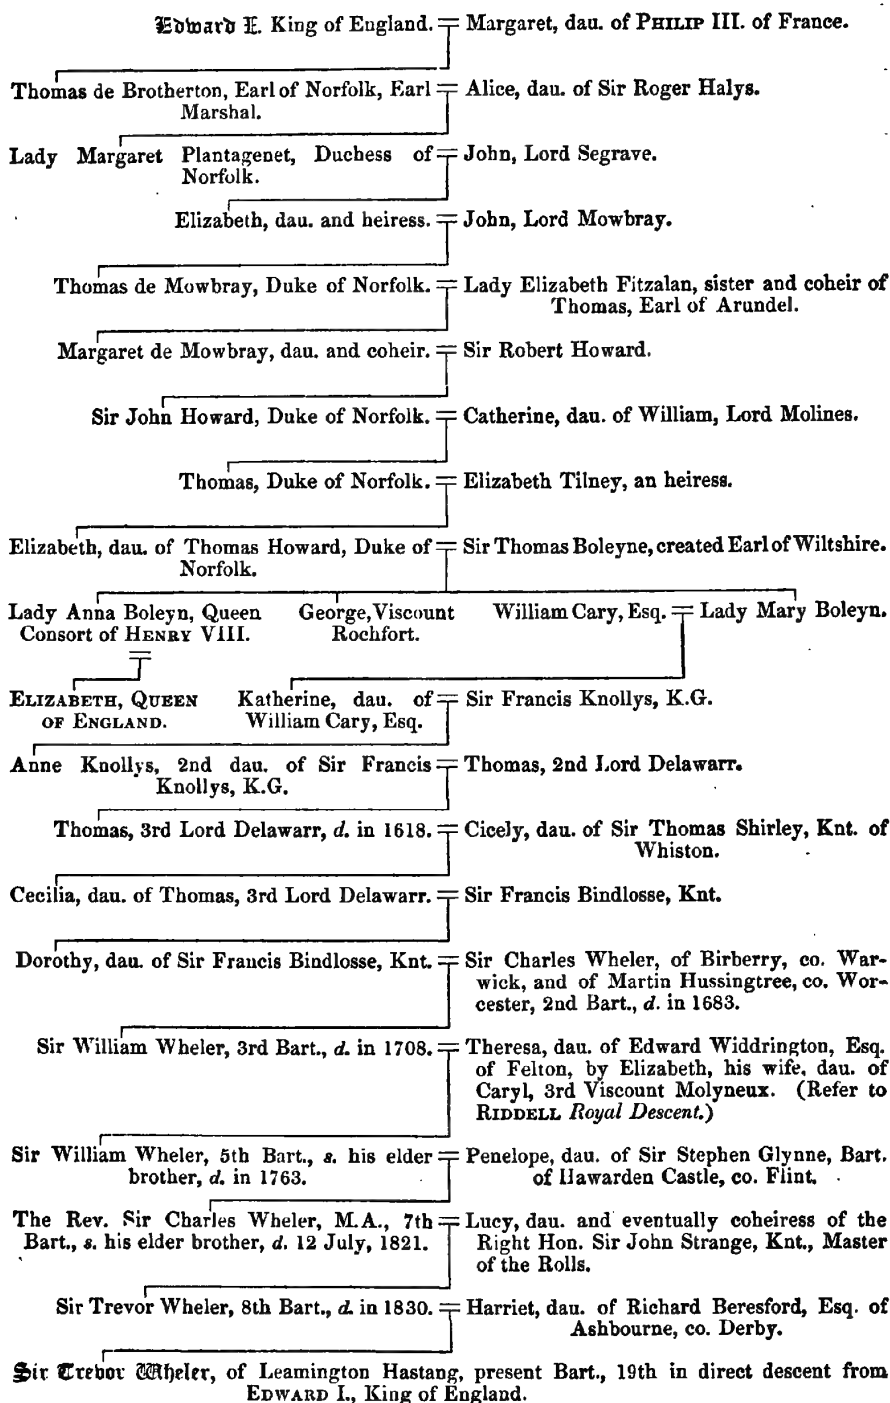 Edward I. King of England. = Margaret, dau. of PHILIP III. of France.
Thomas de Brotherton, Earl of Norfolk, Earl = Alice, dau. of Sir Roger Halys.
Marshal.
Lady Margaret Plantagenet, Duchess of = John, Lord Segrave.
Norfolk.
Elizabeth, dau. and heiress. = John, Lord Mowbray.
Thomas de Mowbray, Duke of Norfolk. = Lady Elizabeth Fitzalan, sister and coheir of
Thomas, Earl of Arundel.
Margaret de Mowbray, dau. and coheir. = Sir Robert Howard.
Sir John Howard, Duke of Norfolk. = Catherine, dau. of William, Lord Molines.
Thomas, Duke of Norfolk. = Elizabeth Tilney, an heiress.
Elizabeth, dau. of Thomas Howard, Duke of = Sir Thomas Boleyne, created Earl of Wiltshire.
Norfolk.
Lady Anna Boleyn, Queen George, Viscount William Cary, Esq. = Lady Mary Boleyn.
Consort of HENRY VIII. Rochfort.
=
ELIZABETH, QUEEN Katherine, dau. of = Sir Francis Knollys, K.G.
OF ENGLAND. William Cary, Esq.
Anne Knollys, 2nd dau. of Sir Francis = Thomas, 2nd Lord Delawarr.
Knollys, K.G.
Thomas, 3rd Lord Delawarr, d. in 1618. = Cicely, dau. of Sir Thomas Shirley, Knt. of
Whiston.
Cecilia, dau. of Thomas, 3rd Lord Delawarr. = Sir Francis Bindlosse, Knt.
Dorothy, dau. of Sir Francis Bindlosse, Knt. = Sir Charles Wheler, of Birberry, co. War-
wick, and of Martin Hussingtree, co. Wor-
cester, 2nd Bart., d. in 1683.
Sir William Wheler, 3rd Bart., d. in 1708. = Theresa, dau. of Edward Widdrington, Esq.
of Felton, by Elizabeth, his wife, dau. of
Caryl, 3rd Viscount Molyneux. (Refer to
RIDDELL Royal Descent.)
Sir William Wheler, 5th Bart., s. his elder = Penelope, dau. of Sir Stephen Glynne, Bart.
brother, d. in 1763. of Hawarden Castle, co. Flint.
The Rev. Sir Charles Wheler, M.A., 7th = Lucy, dau. and eventually coheiress of the
Bart., s. his elder brother, d. 12 July, 1821. Right Hon. Sir John Strange, Knt., Master
of the Rolls.
Sir Trevor Wheler, 8th Bart., d. in 1830. = Harriet, dau. of Richard Beresford, Esq. of
Ashbourne, co. Derby.
Sir Trevor Wheler, of Leamington Hastang, present Bart., 19th in direct descent from
EDWARD I., King of England.